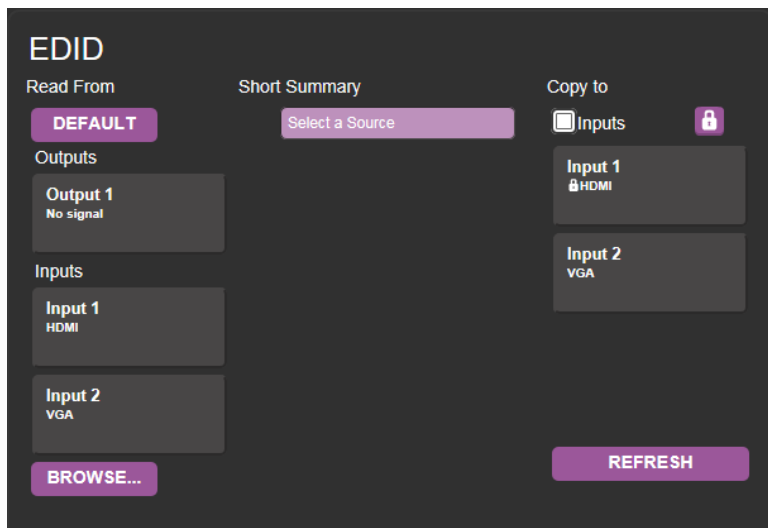 EDID
Read From
DEFAULT
Outputs
Output 1
No signal
Inputs
Input 1
HDMI
Input 2
VGA
BROWSE...
Short Summary
Select a Source
Copy to
Inputs
Input 1
HDMI
Input 2
VGA
REFRESH